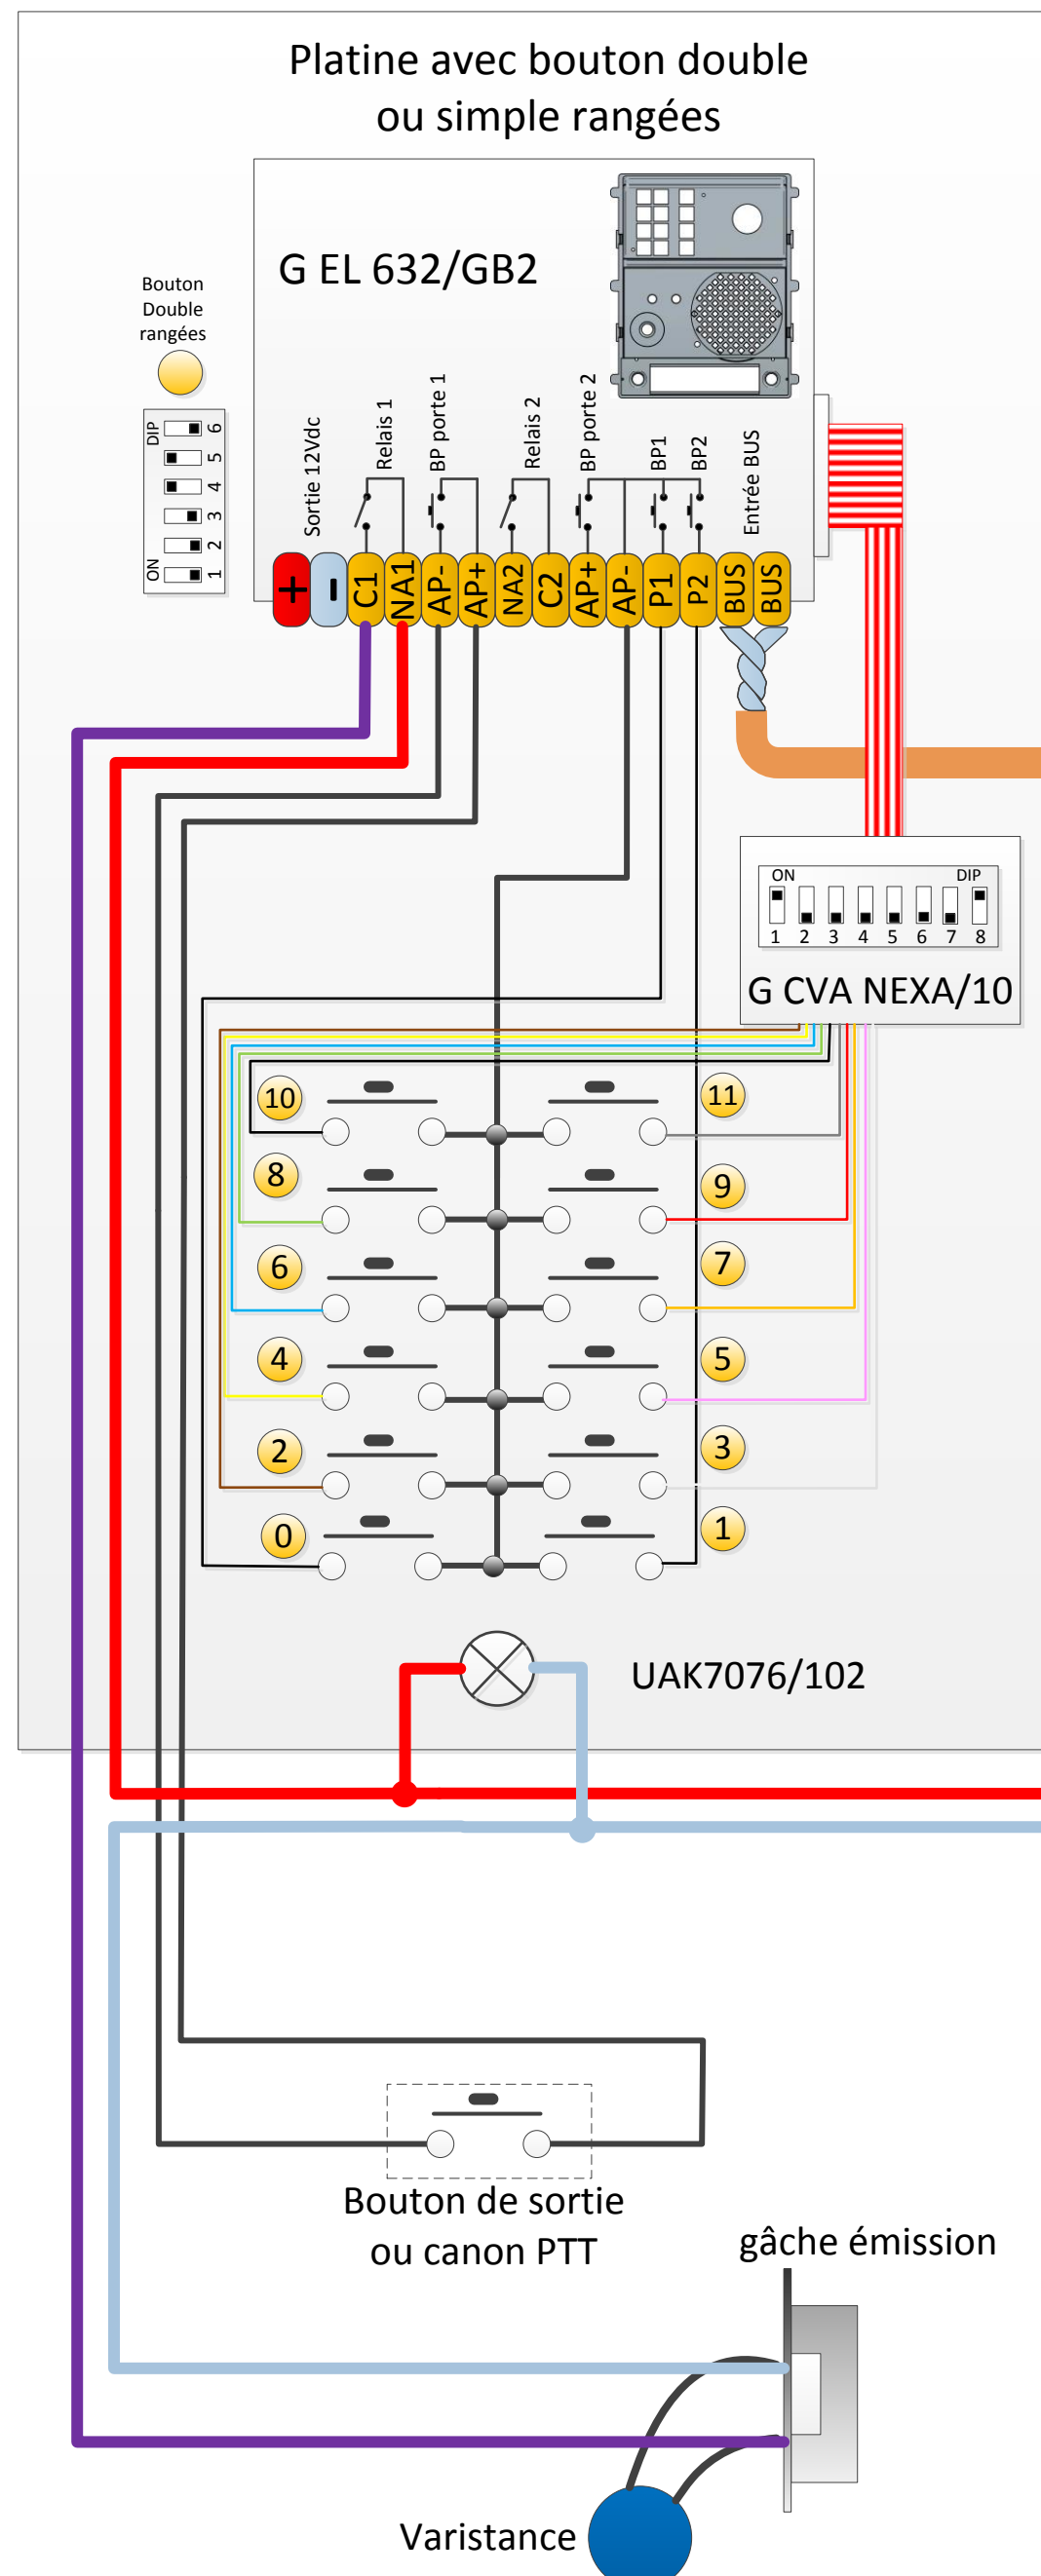 Platine avec bouton double
ou simple rangées
G EL 632/GB2
Bouton
Double
rangées
DIP
ON
6
5
4
3
2
1
Sortie 12Vdc
Relais 1
BP porte 1
Relais 2
BP porte 2
BP1
BP2
Entrée BUS
+ - C1 NA1 AP- AP+ NA2 C2 AP+ AP- P1 P2 BUS BUS
ON DIP
1 2 3 4 5 6 7 8
G CVA NEXA/10
10 11
8 9
6 7
4 5
2 3
0 1
UAK7076/102
Bouton de sortie
ou canon PTT
gâche émission
Varistance